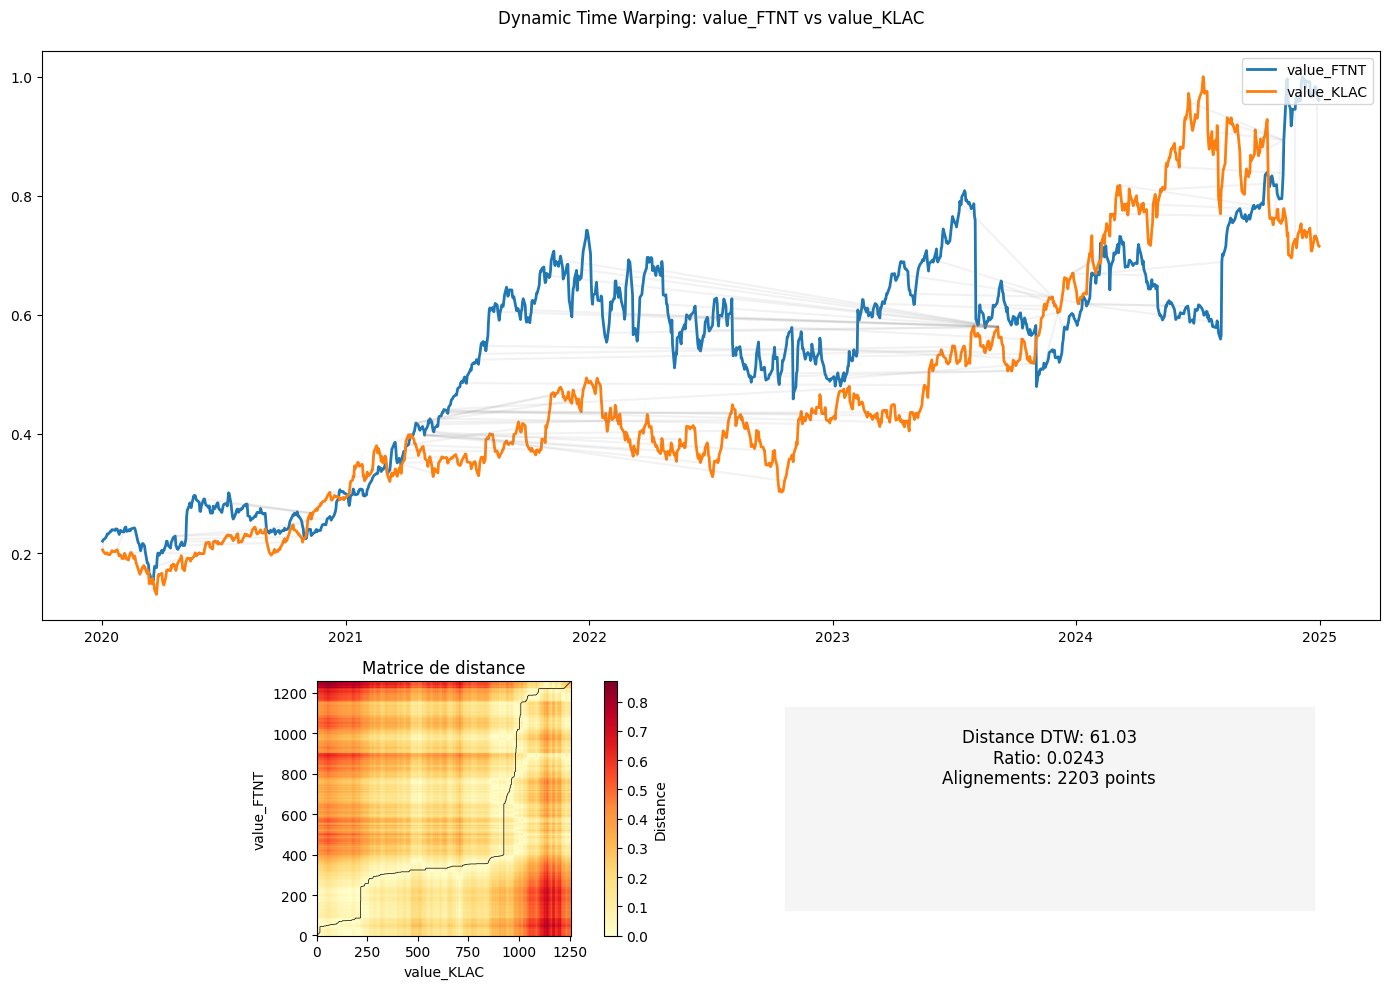 Dynamic Time Warping: value_FTNT vs value_KLAC
value_FTNT
value_KLAC
1.0
0.8
0.6
0.4
0.2
2020 2021 2022 2023 2024 2025
Matrice de distance
value_FTNT
1200
1000
800
600
400
200
0
0 250 500 750 1000 1250
value_KLAC
0.8
0.7
0.6
0.5
0.4
0.3
0.2
0.1
0.0
Distance
Distance DTW: 61.03
Ratio: 0.0243
Alignements: 2203 points